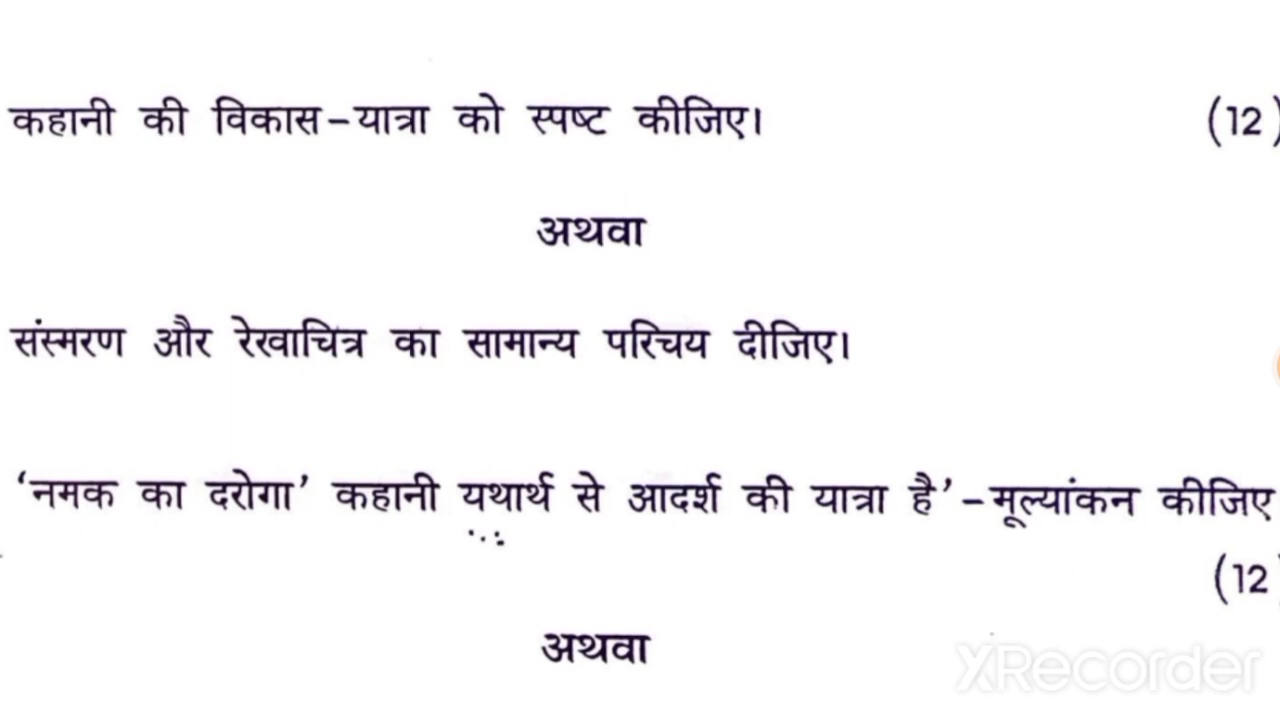 कहानी की विकास-यात्रा को स्पष्ट कीजिए। (12)
अथवा
संस्मरण और रेखाचित्र का सामान्य परिचय दीजिए।
‘नमक का दरोगा’ कहानी यथार्थ से आदर्श की यात्रा है’-मूल्यांकन कीजिए
(12)
अथवा
XRecorder